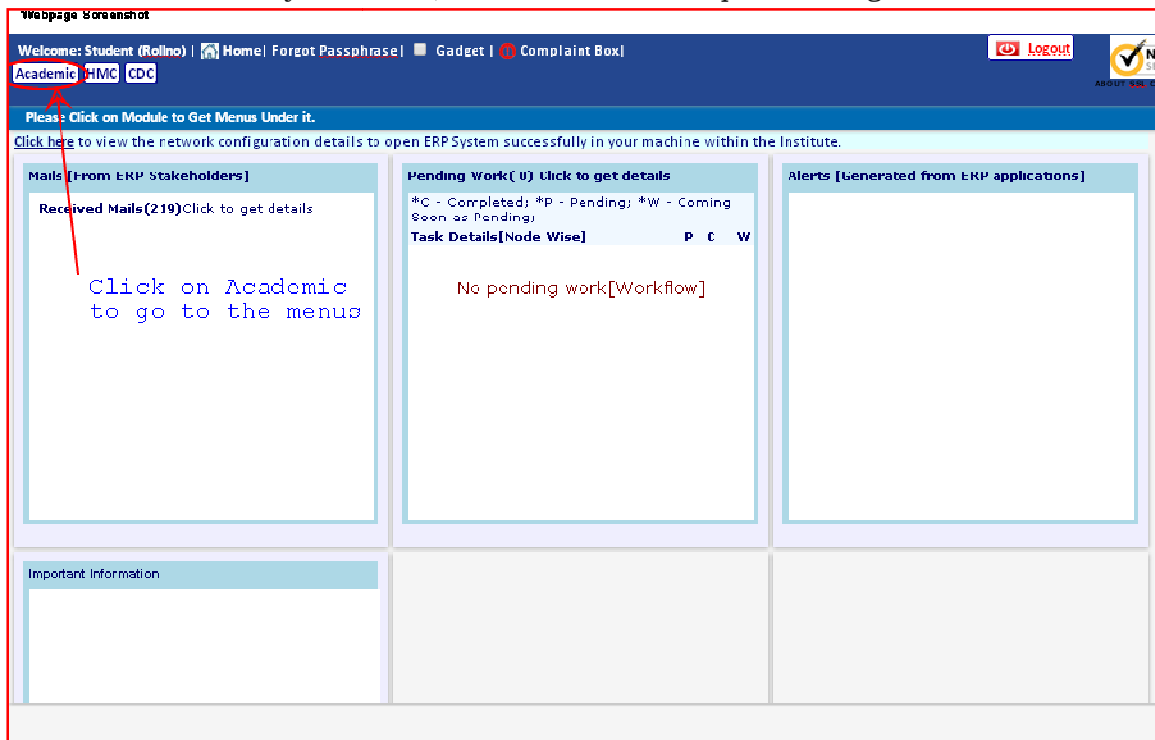 Webpage Screenshot
Welcome: Student (Rollno) | Home| Forgot Passphrase| Gadget | Complaint Box|
Logout
Academic HMC CDC
ABOUT SSL C
Please Click on Module to Get Menus Under it.
Click here to view the network configuration details to open ERP System successfully in your machine within the Institute.
Mails [From ERP Stakeholders]
Received Mails(219)Click to get details
Click on Academic
to go to the menus
Pending Work( 0) Click to get details
*C - Completed; *P - Pending; *W - Coming
Soon as Pending;
Task Details[Node Wise] P C W
No pending work[Workflow]
Alerts [Generated from ERP applications]
Important Information